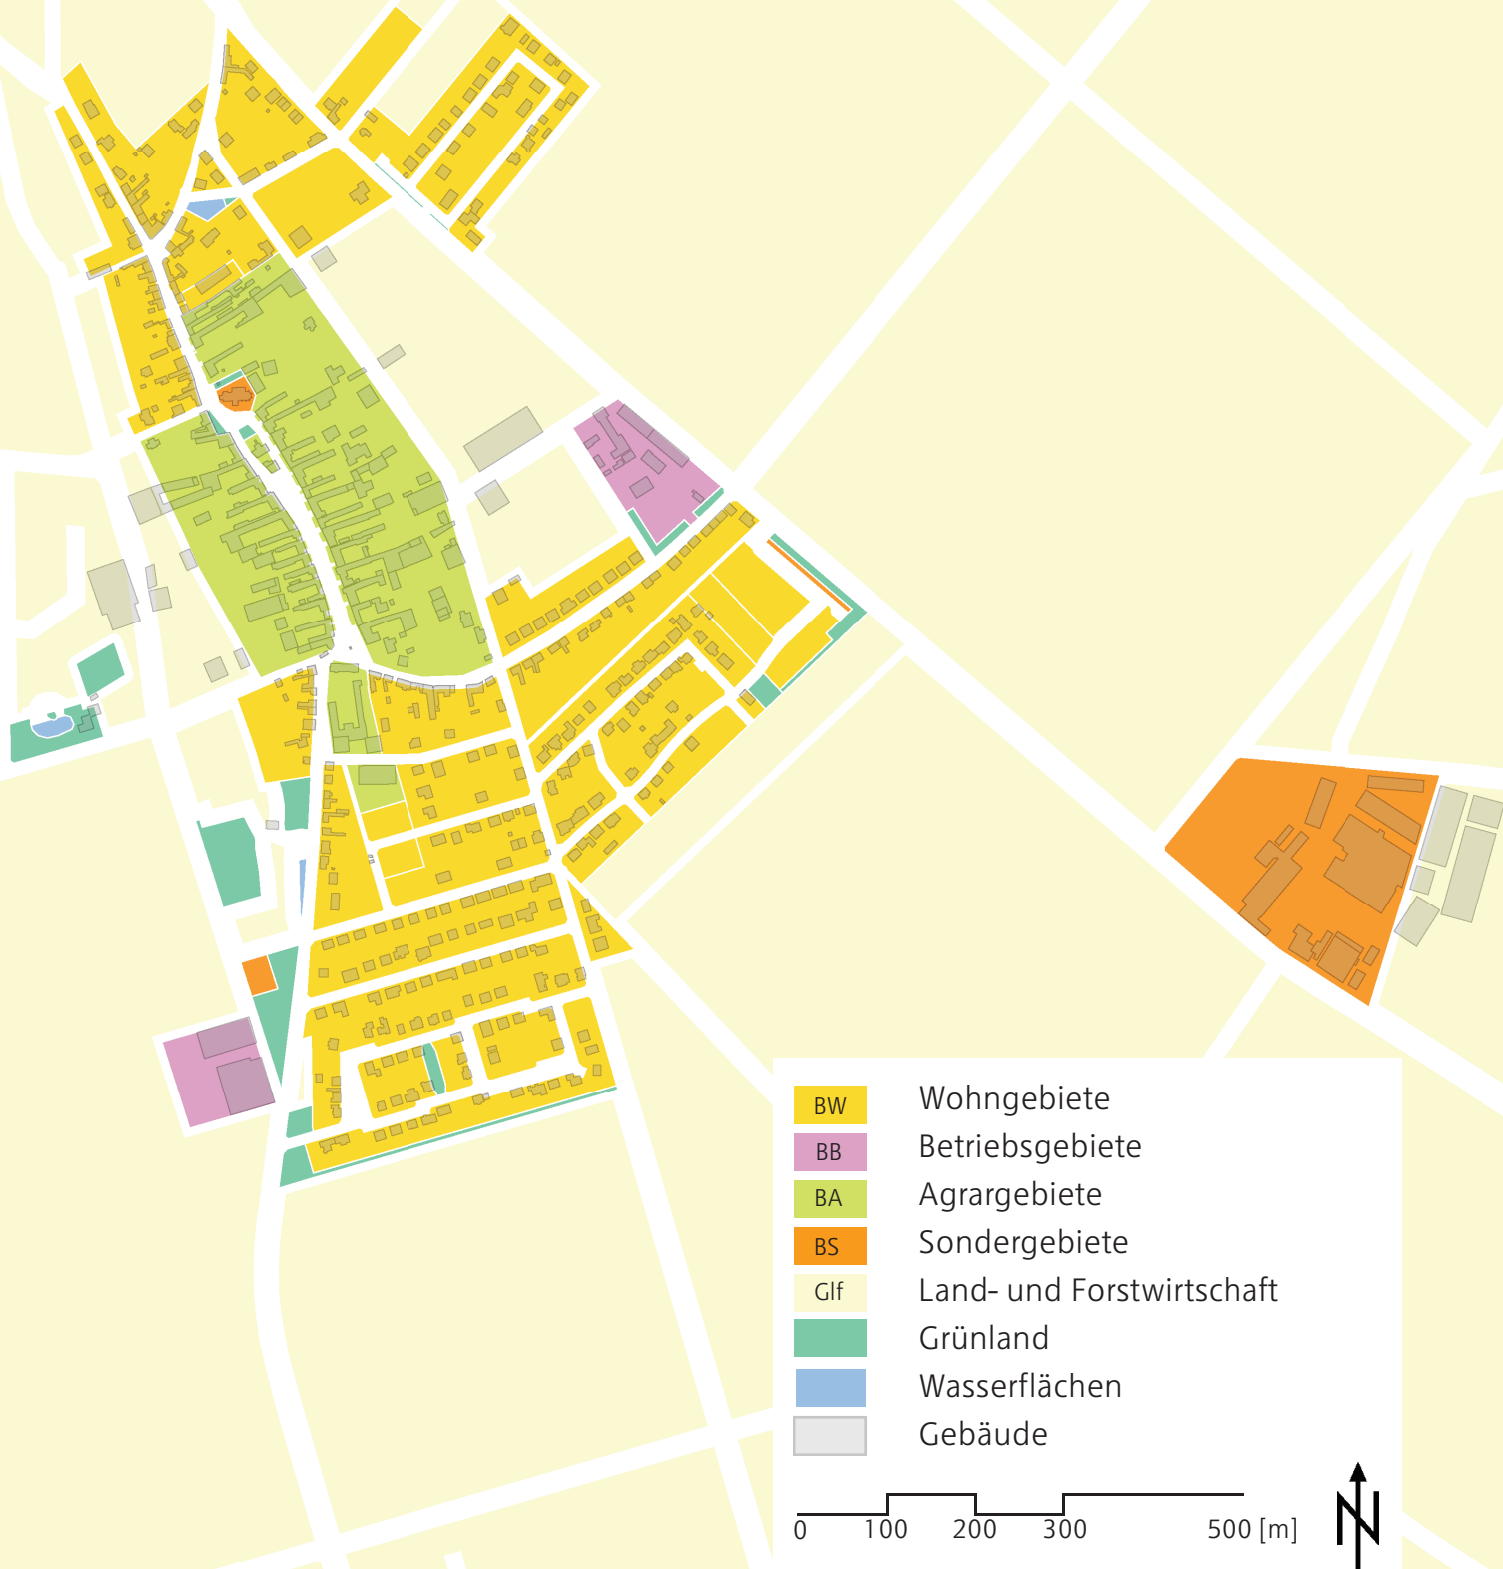 BW Wohngebiete
BB Betriebsgebiete
BA Agrargebiete
BS Sondergebiete
Glf Land- und Forstwirtschaft
Grünland
Wasserflächen
Gebäude
0 100 200 300 500 [m]
N